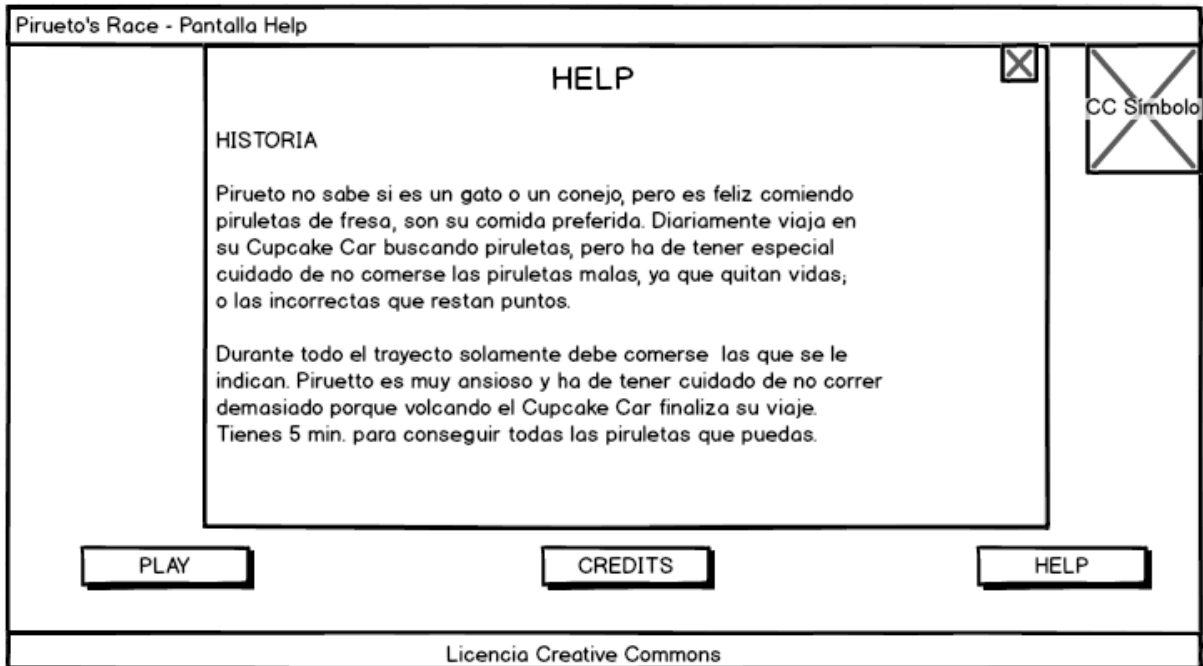 Pirueto's Race - Pantalla Help
HELP
CC Símbolo
HISTORIA
Pirueto no sabe si es un gato o un conejo, pero es feliz comiendo
piruletas de fresa, son su comida preferida. Diariamente viaja en
su Cupcake Car buscando piruletas, pero ha de tener especial
cuidado de no comerse las piruletas malas, ya que quitan vidas;
o las incorrectas que restan puntos.
Durante todo el trayecto solamente debe comerse las que se le
indican. Piruetto es muy ansioso y ha de tener cuidado de no correr
demasiado porque volcando el Cupcake Car finaliza su viaje.
Tienes 5 min. para conseguir todas las piruletas que puedas.
PLAY
CREDITS
HELP
Licencia Creative Commons